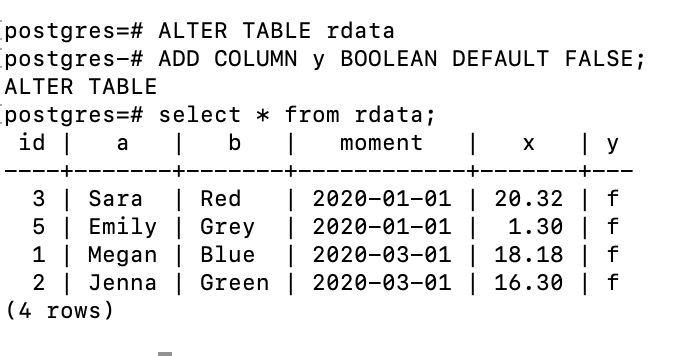 postgres=# ALTER TABLE rdata
postgres-# ADD COLUMN y BOOLEAN DEFAULT FALSE;
ALTER TABLE
postgres=# select * from rdata;
 id |   a   |   b   |   moment   |   x   | y
----+-------+-------+------------+-------+---
  3 | Sara  | Red   | 2020-01-01 | 20.32 | f
  5 | Emily | Grey  | 2020-01-01 |  1.30 | f
  1 | Megan | Blue  | 2020-03-01 | 18.18 | f
  2 | Jenna | Green | 2020-03-01 | 16.30 | f
(4 rows)